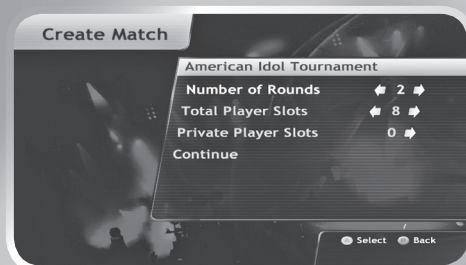 Create Match
American Idol Tournament
Number of Rounds 2
Total Player Slots 8
Private Player Slots 0
Continue
Select Back